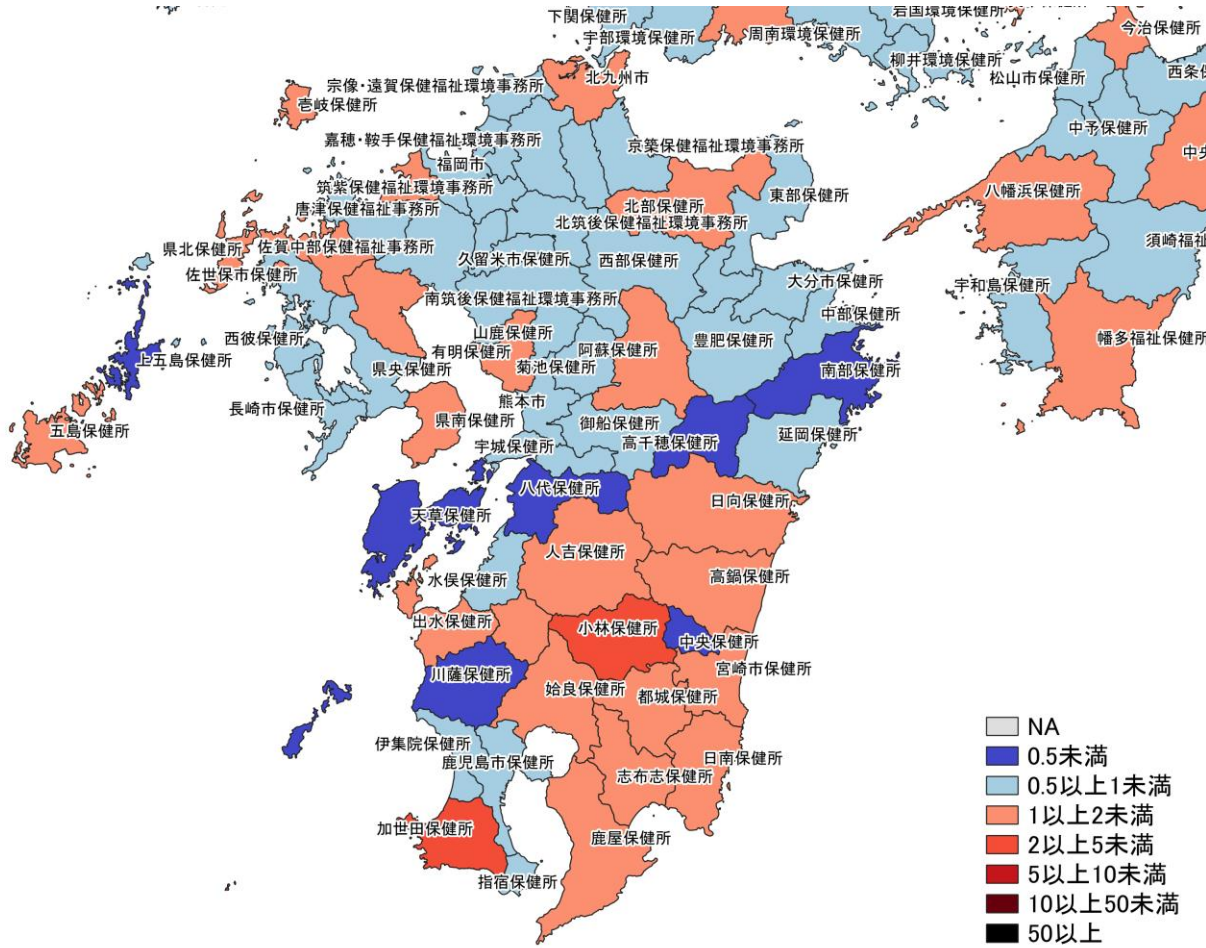 下関保健所
岩国環境保健所
宇部環境保健所
周南環境保健所
今治保健所
柳井環境保健所
松山市保健所
西条保
宗像・遠賀保健福祉環境事務所
北九州市
壱岐保健所
中予保健所
嘉穂・鞍手保健福祉環境事務所
京築保健福祉環境事務所
中央
福岡市
筑紫保健福祉環境事務所
東部保健所
八幡浜保健所
唐津保健福祉事務所
北部保健所
北筑後保健福祉環境事務所
県北保健所
佐賀中部保健福祉事務所
須崎福祉
久留米市保健所
西部保健所
佐世保市保健所
大分市保健所
宇和島保健所
南筑後保健福祉環境事務所
中部保健所
西彼保健所
山鹿保健所
豊肥保健所
幡多福祉保健所
有明保健所
阿蘇保健所
上五島保健所
菊池保健所
県央保健所
南部保健所
熊本市
長崎市保健所
県南保健所
御船保健所
五島保健所
延岡保健所
宇城保健所
高千穂保健所
八代保健所
日向保健所
天草保健所
人吉保健所
水俣保健所
高鍋保健所
出水保健所
小林保健所
中央保健所
宮崎市保健所
川薩保健所
姶良保健所
都城保健所
伊集院保健所
鹿児島市保健所
日南保健所
志布志保健所
加世田保健所
鹿屋保健所
指宿保健所
NA
0.5未満
0.5以上1未満
1以上2未満
2以上5未満
5以上10未満
10以上50未満
50以上